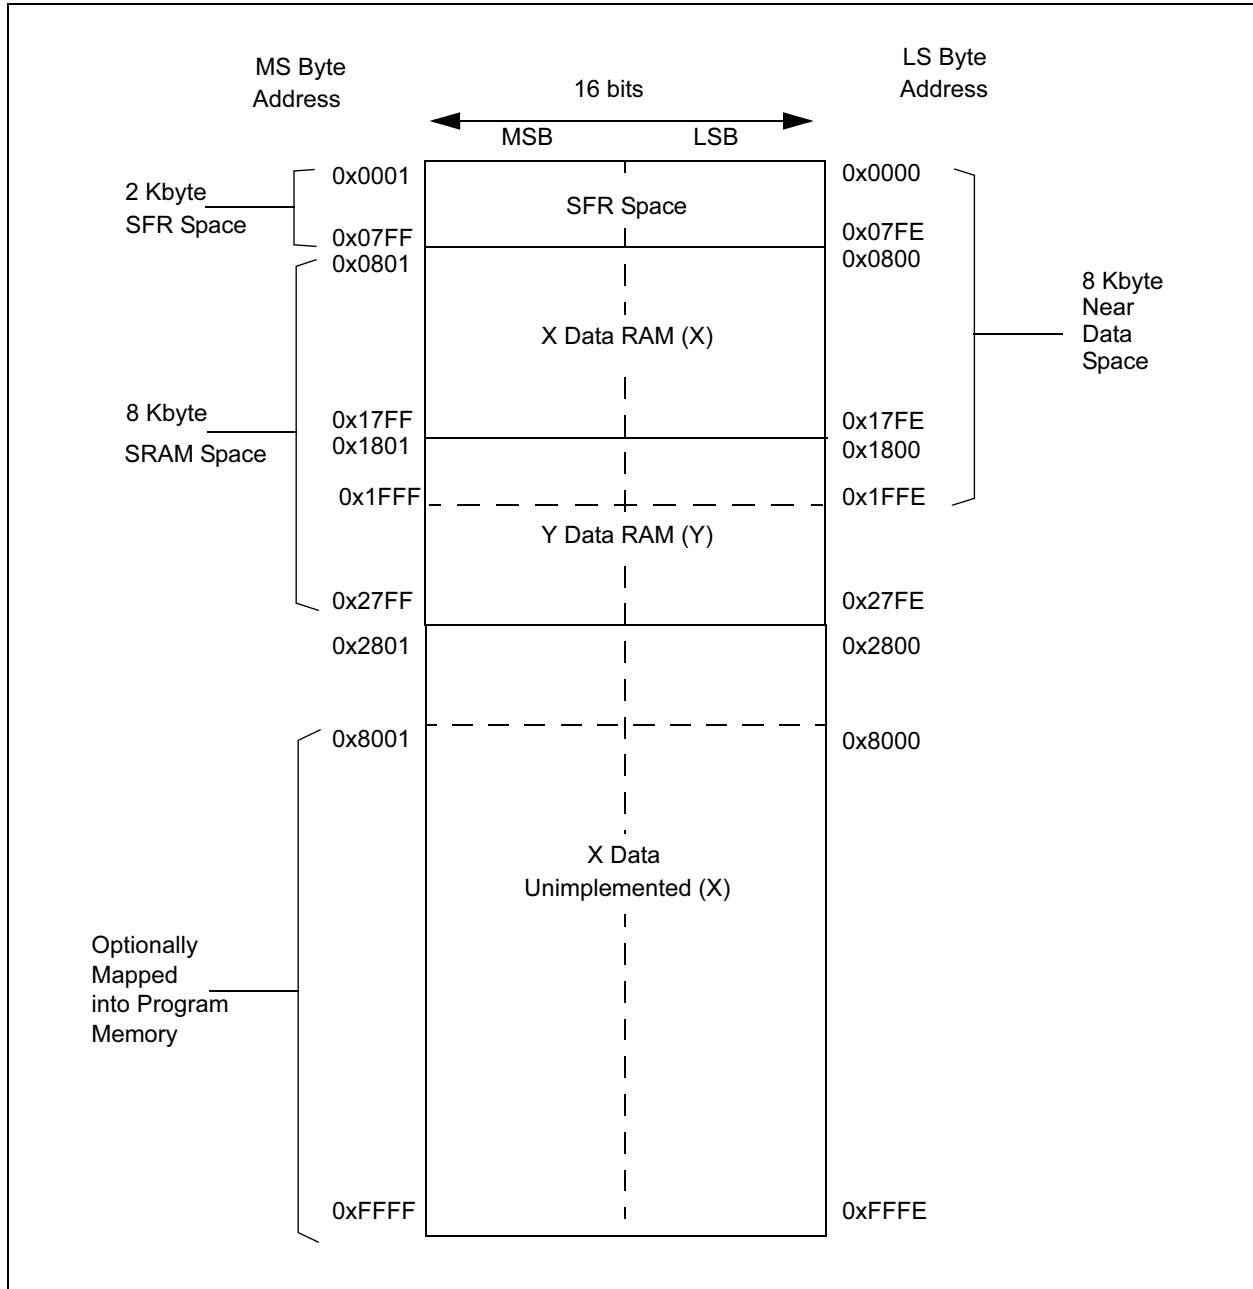 MS Byte
Address
LS Byte
Address
16 bits
MSB
LSB
2 Kbyte
SFR Space
0x0001
SFR Space
0x0000
0x07FF
0x07FE
0x0801
0x0800
8 Kbyte
Near
Data
Space
X Data RAM (X)
8 Kbyte
SRAM Space
0x17FF
0x17FE
0x1801
0x1800
0x1FFF
0x1FFE
Y Data RAM (Y)
0x27FF
0x27FE
0x2801
0x2800
0x8001
0x8000
X Data
Unimplemented (X)
Optionally
Mapped
into Program
Memory
0xFFFF
0xFFFE